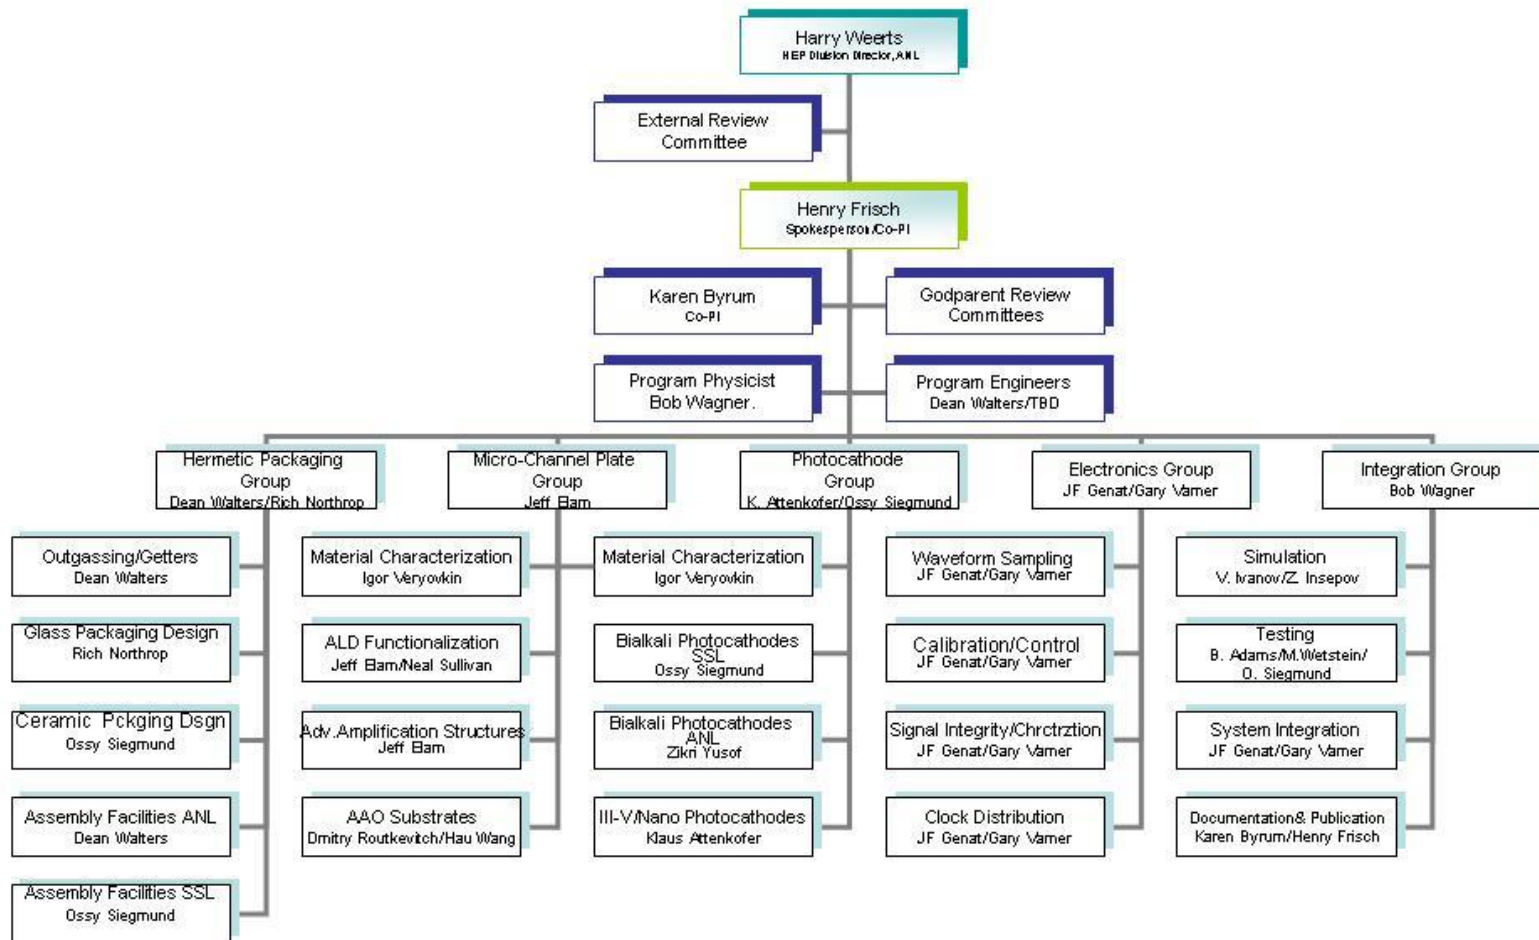 Harry Weerts
HEP Division Director, ANL
External Review
Committee
Henry Frisch
Spokesperson/Co-PI
Karen Byrum
Co-PI
Godparent Review
Committees
Program Physicist
Bob Wagner.
Program Engineers
Dean Walters/TBD
Hermetic Packaging
Group
Dean Walters/Rich Northrop
Micro-Channel Plate
Group
Jeff Elam
Photocathode
Group
K. Attenkofer/Ossy Siegmund
Electronics Group
JF Genat/Gary Varner
Integration Group
Bob Wagner
Outgassing/Getters
Dean Walters
Material Characterization
Igor Veryovkin
Material Characterization
Igor Veryovkin
Waveform Sampling
JF Genat/Gary Varner
Simulation
V. Ivanov/Z. Insepov
Glass Packaging Design
Rich Northrop
ALD Functionalization
Jeff Elam/Neal Sullivan
Bialkali Photocathodes
SSL
Ossy Siegmund
Calibration/Control
JF Genat/Gary Varner
Testing
B. Adams/M.Wetstein/
O. Siegmund
Ceramic Pckging Dsgn
Ossy Siegmund
Adv.Amplification Structures
Jeff Elam
Bialkali Photocathodes
ANL
Zikri Yusof
Signal Integrity/Chrctrztion
JF Genat/Gary Varner
System Integration
JF Genat/Gary Varner
Assembly Facilities ANL
Dean Walters
AAO Substrates
Dmitry Routkevitch/Hau Wang
III-V/Nano Photocathodes
Klaus Attenkofer
Clock Distribution
JF Genat/Gary Varner
Documentation& Publication
Karen Byrum/Henry Frisch
Assembly Facilities SSL
Ossy Siegmund